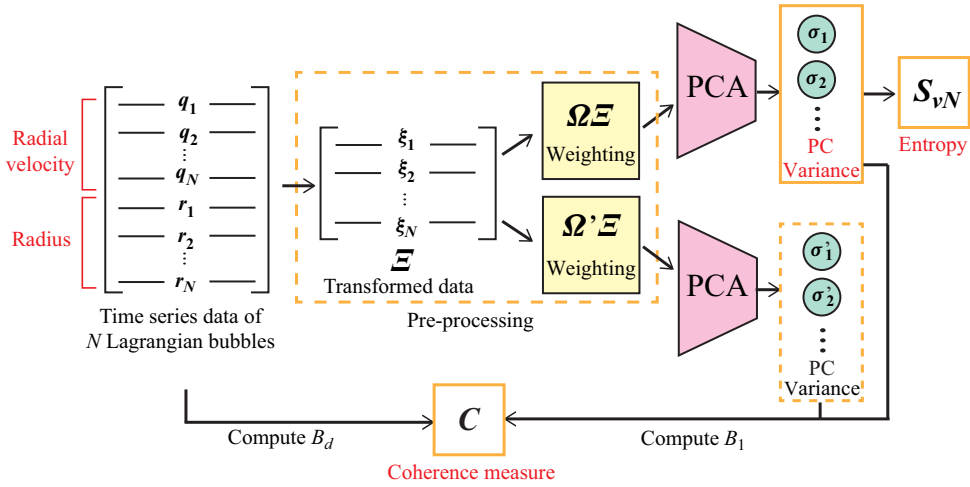 Radial
velocity
Radius
q1
q2
⋮
qN
r1
r2
⋮
rN
Time series data of
N Lagrangian bubbles
ξ1
ξ2
⋮
ξN
Ξ
Transformed data
ΩΞ
Weighting
Ω'Ξ
Weighting
Pre-processing
PCA
PCA
σ1
σ2
PC
Variance
σ'1
σ'2
PC
Variance
SvN
Entropy
Compute Bd
C
Coherence measure
Compute B1